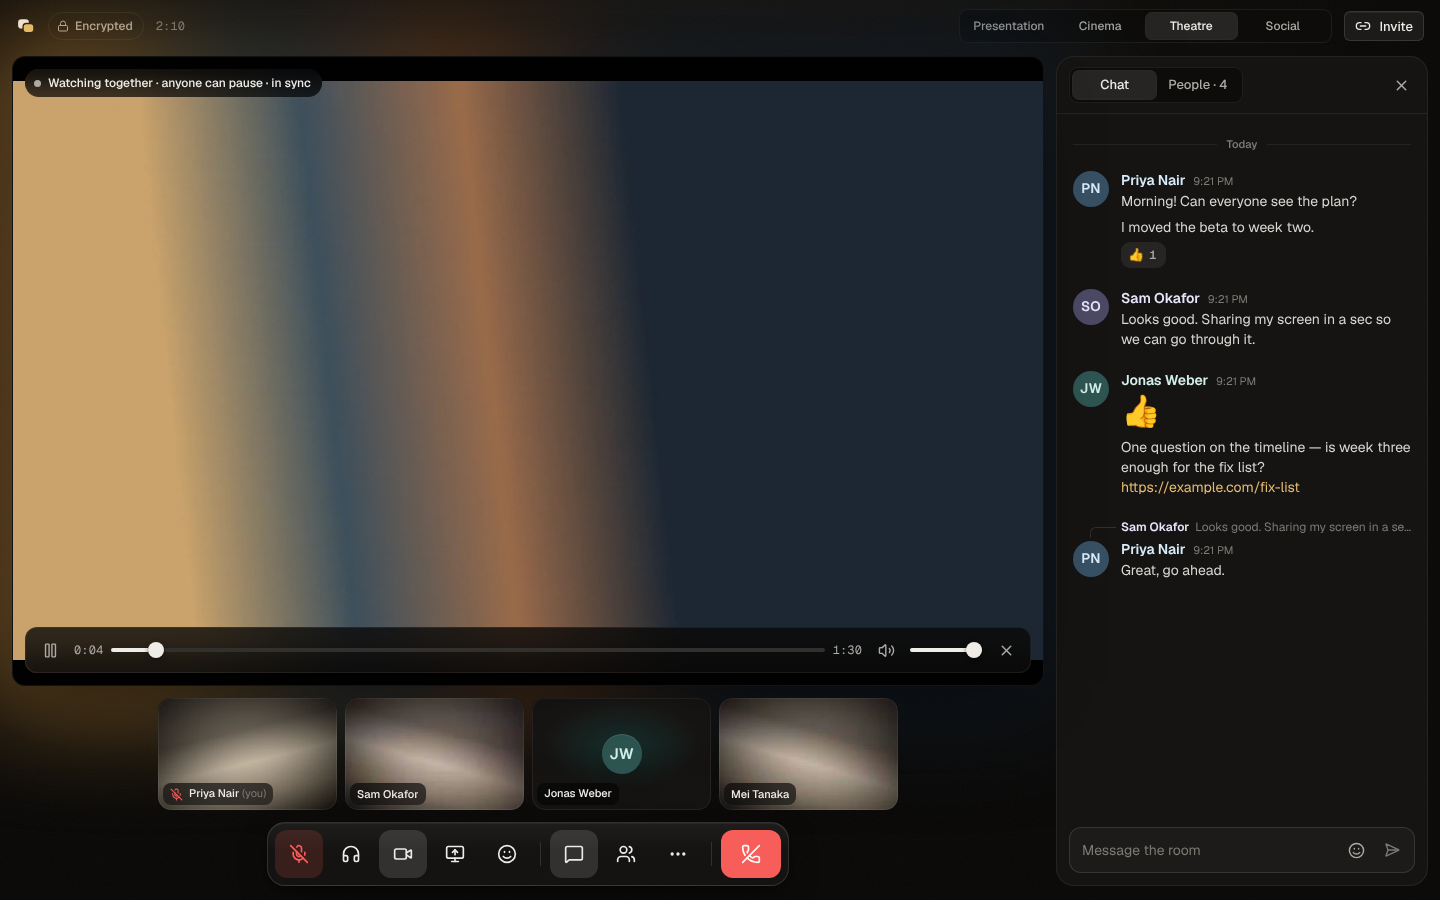 Encrypted
2:10
Presentation
Cinema
Theatre
Social
Invite
Watching together · anyone can pause · in sync
0:04
1:30
Priya Nair (you)
Sam Okafor
JW
Jonas Weber
Mei Tanaka
Chat
People · 4
Today
PN
Priya Nair 9:21 PM
Morning! Can everyone see the plan?
I moved the beta to week two.
👍 1
SO
Sam Okafor 9:21 PM
Looks good. Sharing my screen in a sec so
we can go through it.
JW
Jonas Weber 9:21 PM
👍
One question on the timeline — is week three
enough for the fix list?
https://example.com/fix-list
Sam Okafor Looks good. Sharing my screen in a se…
PN
Priya Nair 9:21 PM
Great, go ahead.
Message the room